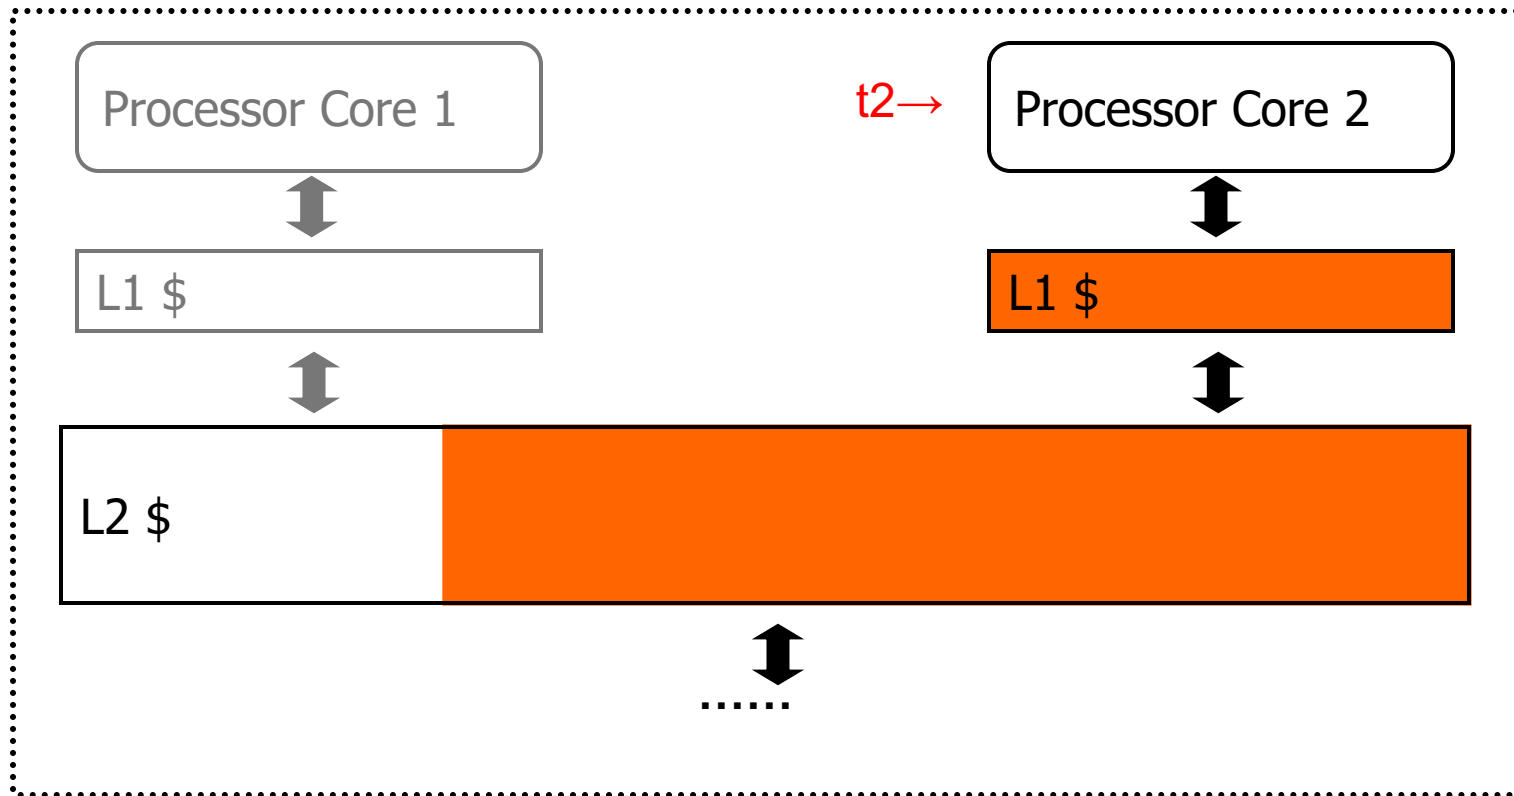 Processor Core 1
t2→
Processor Core 2
L1 $
L1 $
L2 $
......